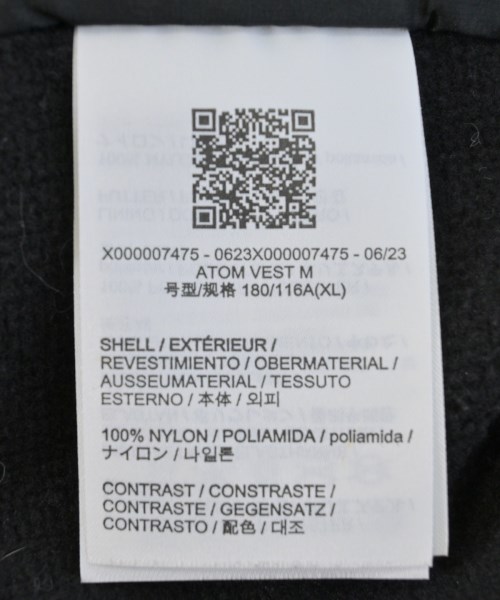 X000007475 - 0623X000007475 - 06/23
ATOM VEST M
号型/规格 180/116A(XL)
SHELL / EXTÉRIEUR /
REVESTIMIENTO / OBERMATERIAL /
AUSSEUMATERIAL / TESSUTO
ESTERNO / 本体 / 외피
100% NYLON / POLIAMIDA / poliamida /
ナイロン / 나일론
CONTRAST / CONSTRASTE /
CONTRASTE / GEGENSATZ /
CONTRASTO / 配色 / 대조